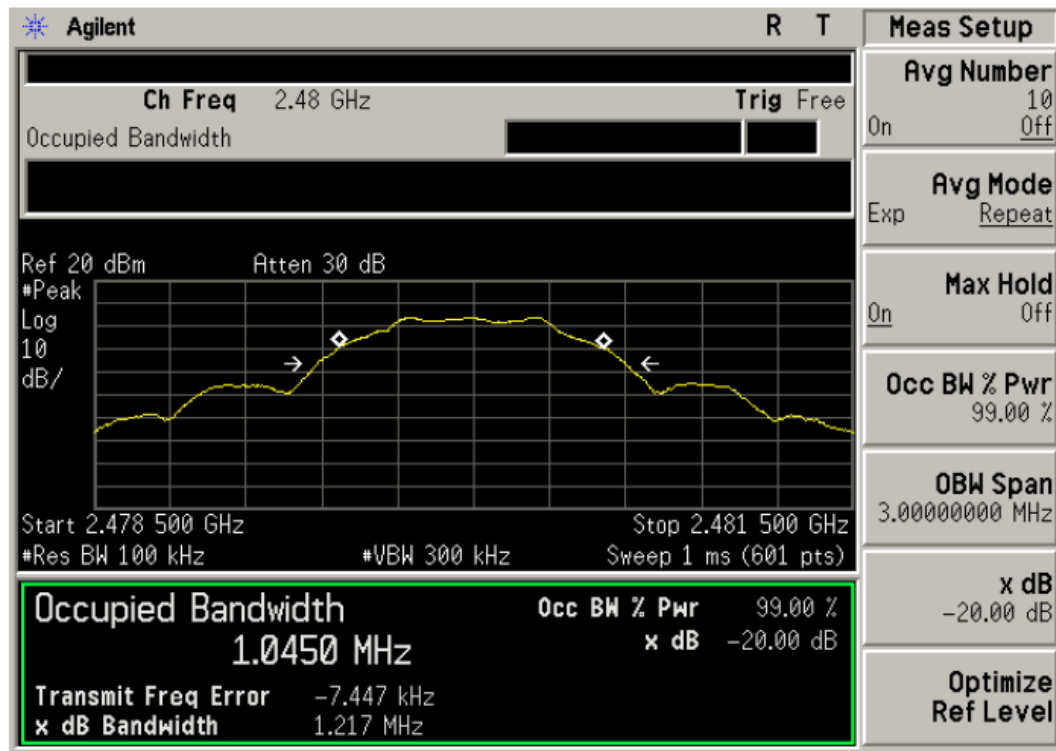 Agilent R T
Ch Freq 2.48 GHz Trig Free
Occupied Bandwidth
Ref 20 dBm Atten 30 dB
#Peak
Log
10
dB/
Start 2.478 500 GHz Stop 2.481 500 GHz
#Res BW 100 kHz #VBW 300 kHz Sweep 1 ms (601 pts)
Occupied Bandwidth Occ BW % Pwr 99.00 %
1.0450 MHz x dB -20.00 dB
Transmit Freq Error -7.447 kHz
x dB Bandwidth 1.217 MHz
Meas Setup
Avg Number
10
On Off
Avg Mode
Exp Repeat
Max Hold
On Off
Occ BW % Pwr
99.00 %
OBW Span
3.00000000 MHz
x dB
-20.00 dB
Optimize
Ref Level